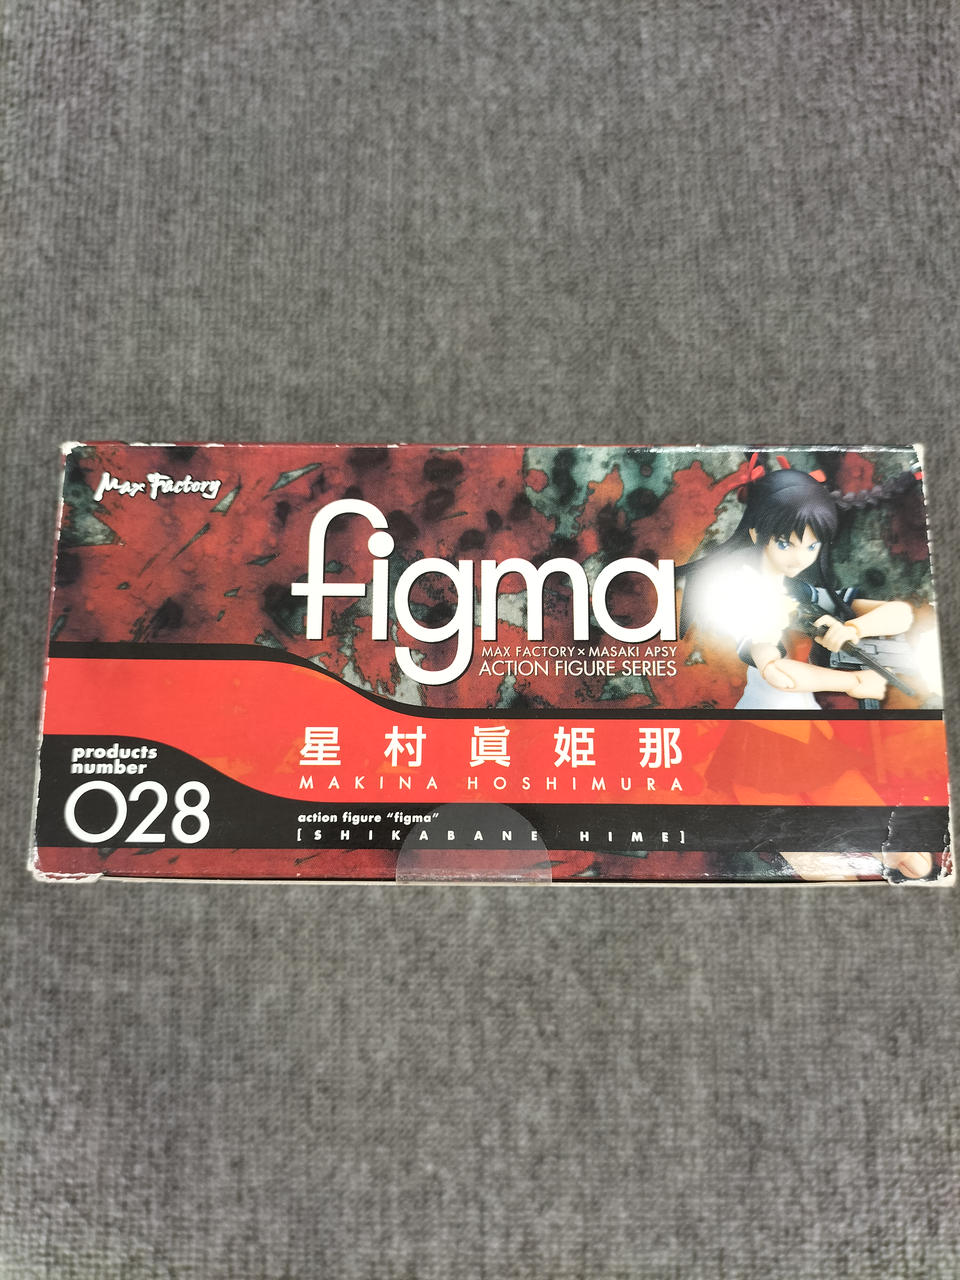 Max Factory
figma
MAX FACTORY×MASAKI APSY
ACTION FIGURE SERIES
星村眞姫那
MAKINA HOSHIMURA
products
number
028
action figure "figma"
[SHIKABANE HIME]